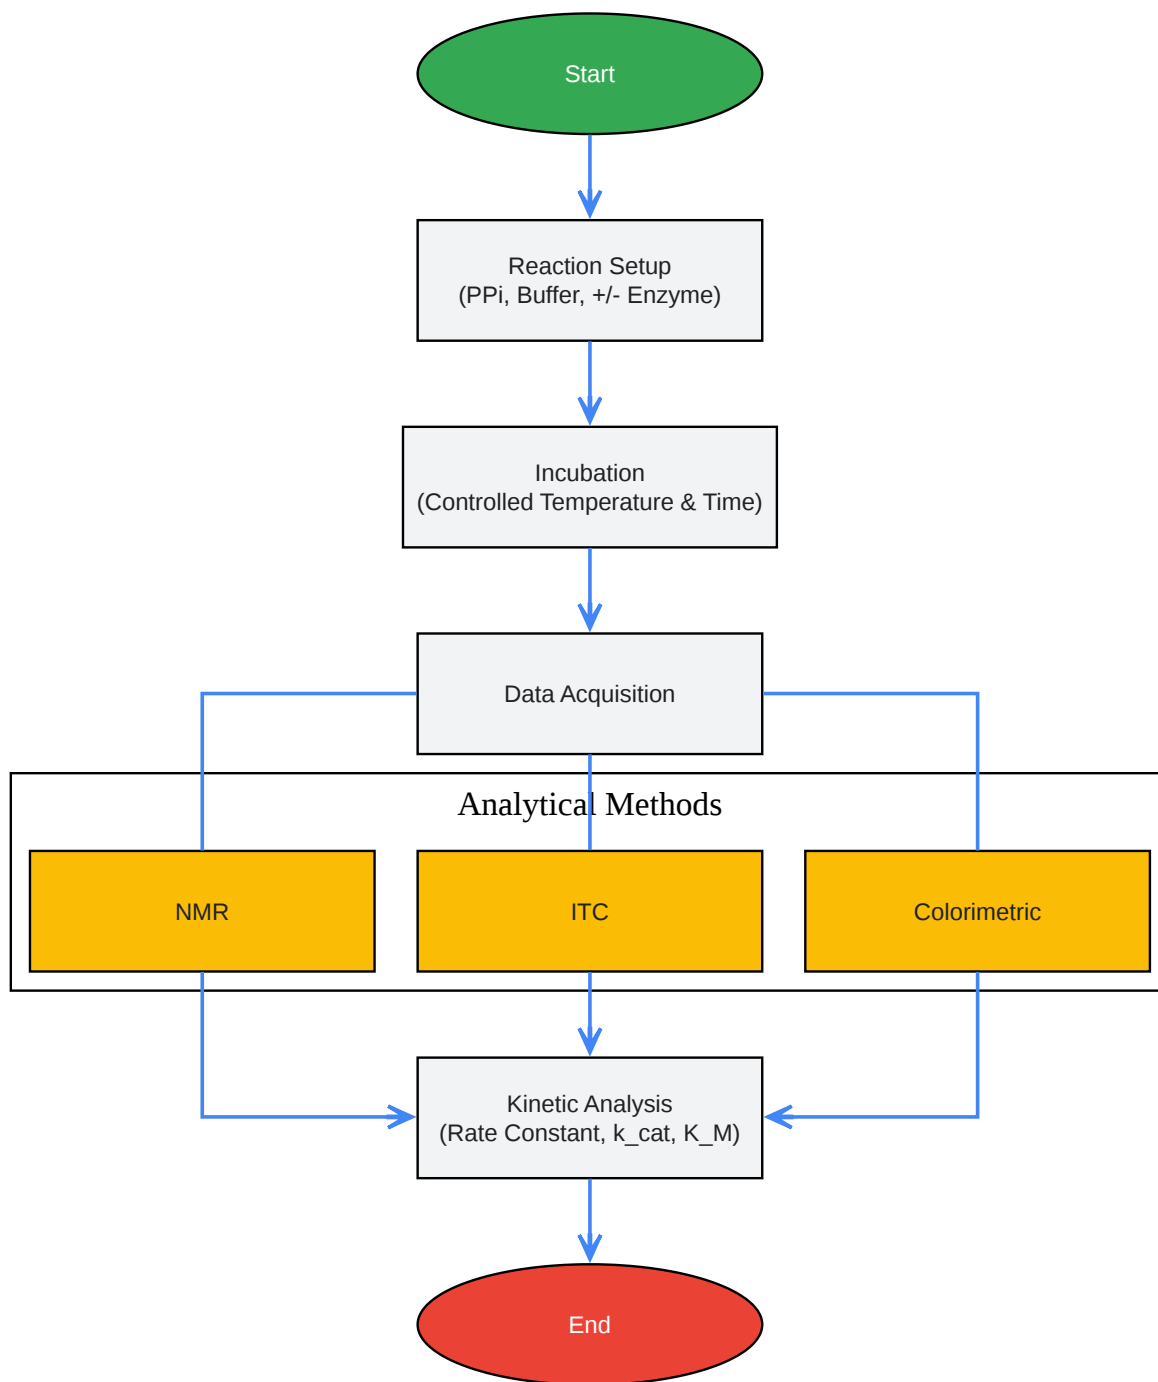 Start
Reaction Setup
(PPi, Buffer, +/- Enzyme)
Incubation
(Controlled Temperature & Time)
Data Acquisition
Analytical Methods
NMR
ITC
Colorimetric
Kinetic Analysis
(Rate Constant, k_cat, K_M)
End